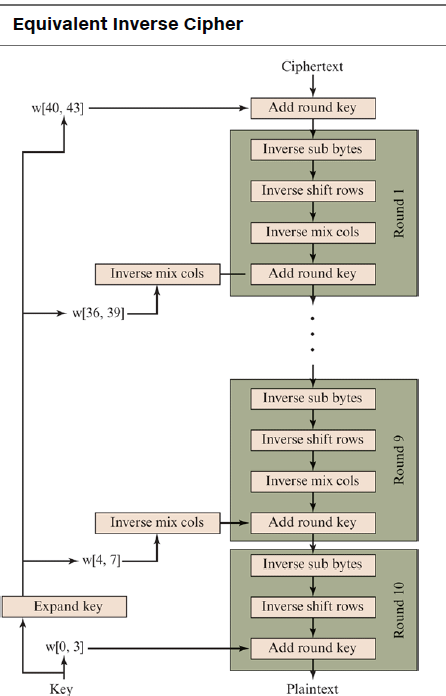 Equivalent Inverse Cipher
Ciphertext
w[40, 43]
Add round key
Inverse sub bytes
Inverse shift rows
Inverse mix cols
Round 1
Inverse mix cols
Add round key
w[36, 39]
Inverse sub bytes
Inverse shift rows
Inverse mix cols
Round 9
Inverse mix cols
Add round key
w[4, 7]
Inverse sub bytes
Expand key
Inverse shift rows
Round 10
w[0, 3]
Add round key
Key
Plaintext